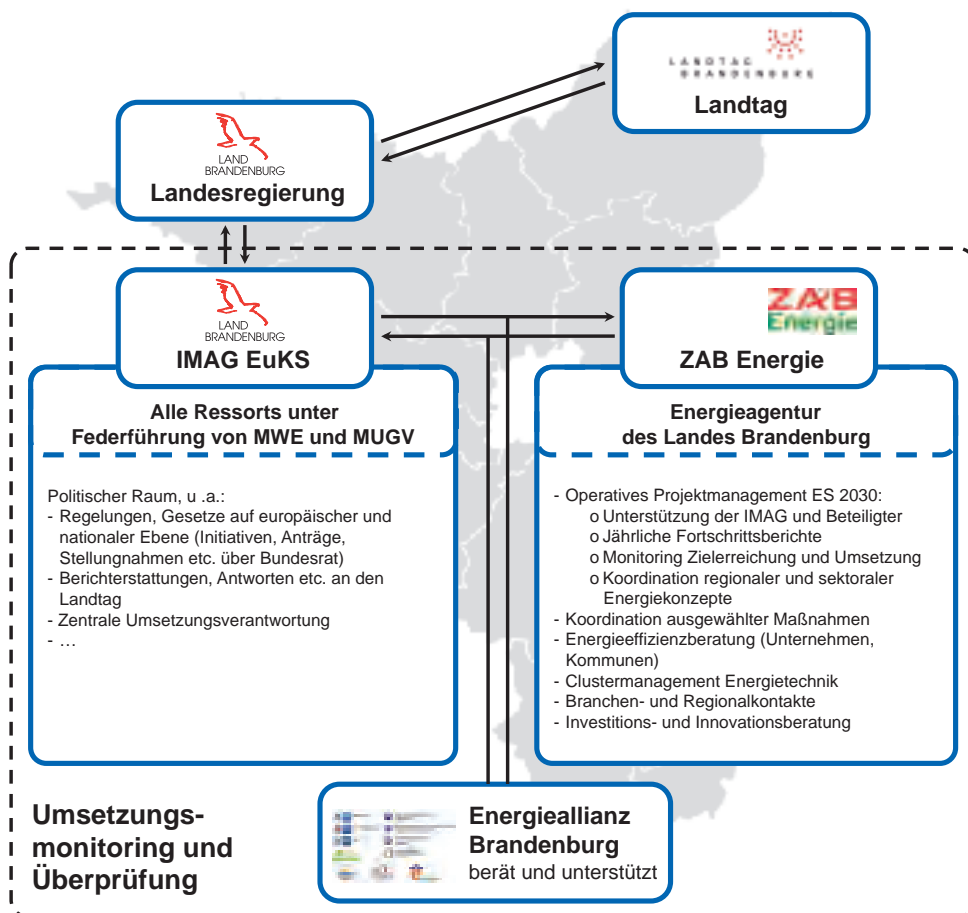 LANDTAG
BRANDENBURG
Landtag
LAND
BRANDENBURG
Landesregierung
LAND
BRANDENBURG
IMAG EuKS
Alle Ressorts unter
Federführung von MWE und MUGV
Politischer Raum, u .a.:
- Regelungen, Gesetze auf europäischer und
nationaler Ebene (Initiativen, Anträge,
Stellungnahmen etc. über Bundesrat)
- Berichterstattungen, Antworten etc. an den
Landtag
- Zentrale Umsetzungsverantwortung
- …
ZAB
Energie
ZAB Energie
Energieagentur
des Landes Brandenburg
- Operatives Projektmanagement ES 2030:
o Unterstützung der IMAG und Beteiligter
o Jährliche Fortschrittsberichte
o Monitoring Zielerreichung und Umsetzung
o Koordination regionaler und sektoraler
Energiekonzepte
- Koordination ausgewählter Maßnahmen
- Energieeffizienzberatung (Unternehmen,
Kommunen)
- Clustermanagement Energietechnik
- Branchen- und Regionalkontakte
- Investitions- und Innovationsberatung
Umsetzungs-
monitoring und
Überprüfung
Energieallianz
Brandenburg
berät und unterstützt